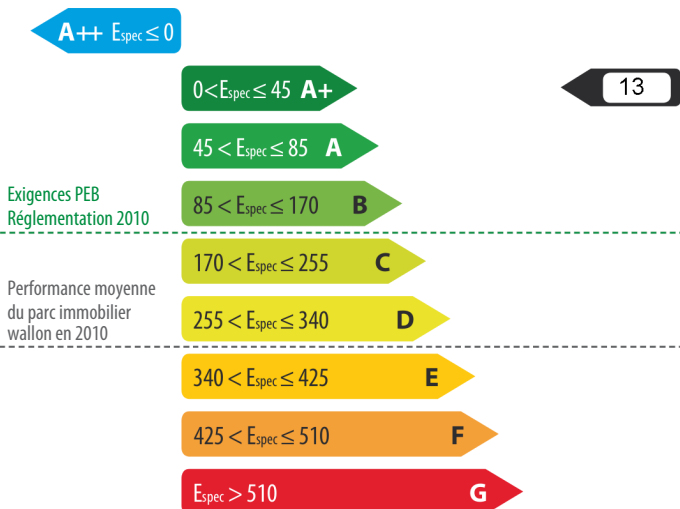 A++ Espec ≤ 0
0<Espec ≤ 45 A+
13
45 < Espec ≤ 85 A
Exigences PEB
Réglementation 2010
85 < Espec ≤ 170 B
170 < Espec ≤ 255 C
Performance moyenne
du parc immobilier
wallon en 2010
255 < Espec ≤ 340 D
340 < Espec ≤ 425 E
425 < Espec ≤ 510 F
Espec > 510 G